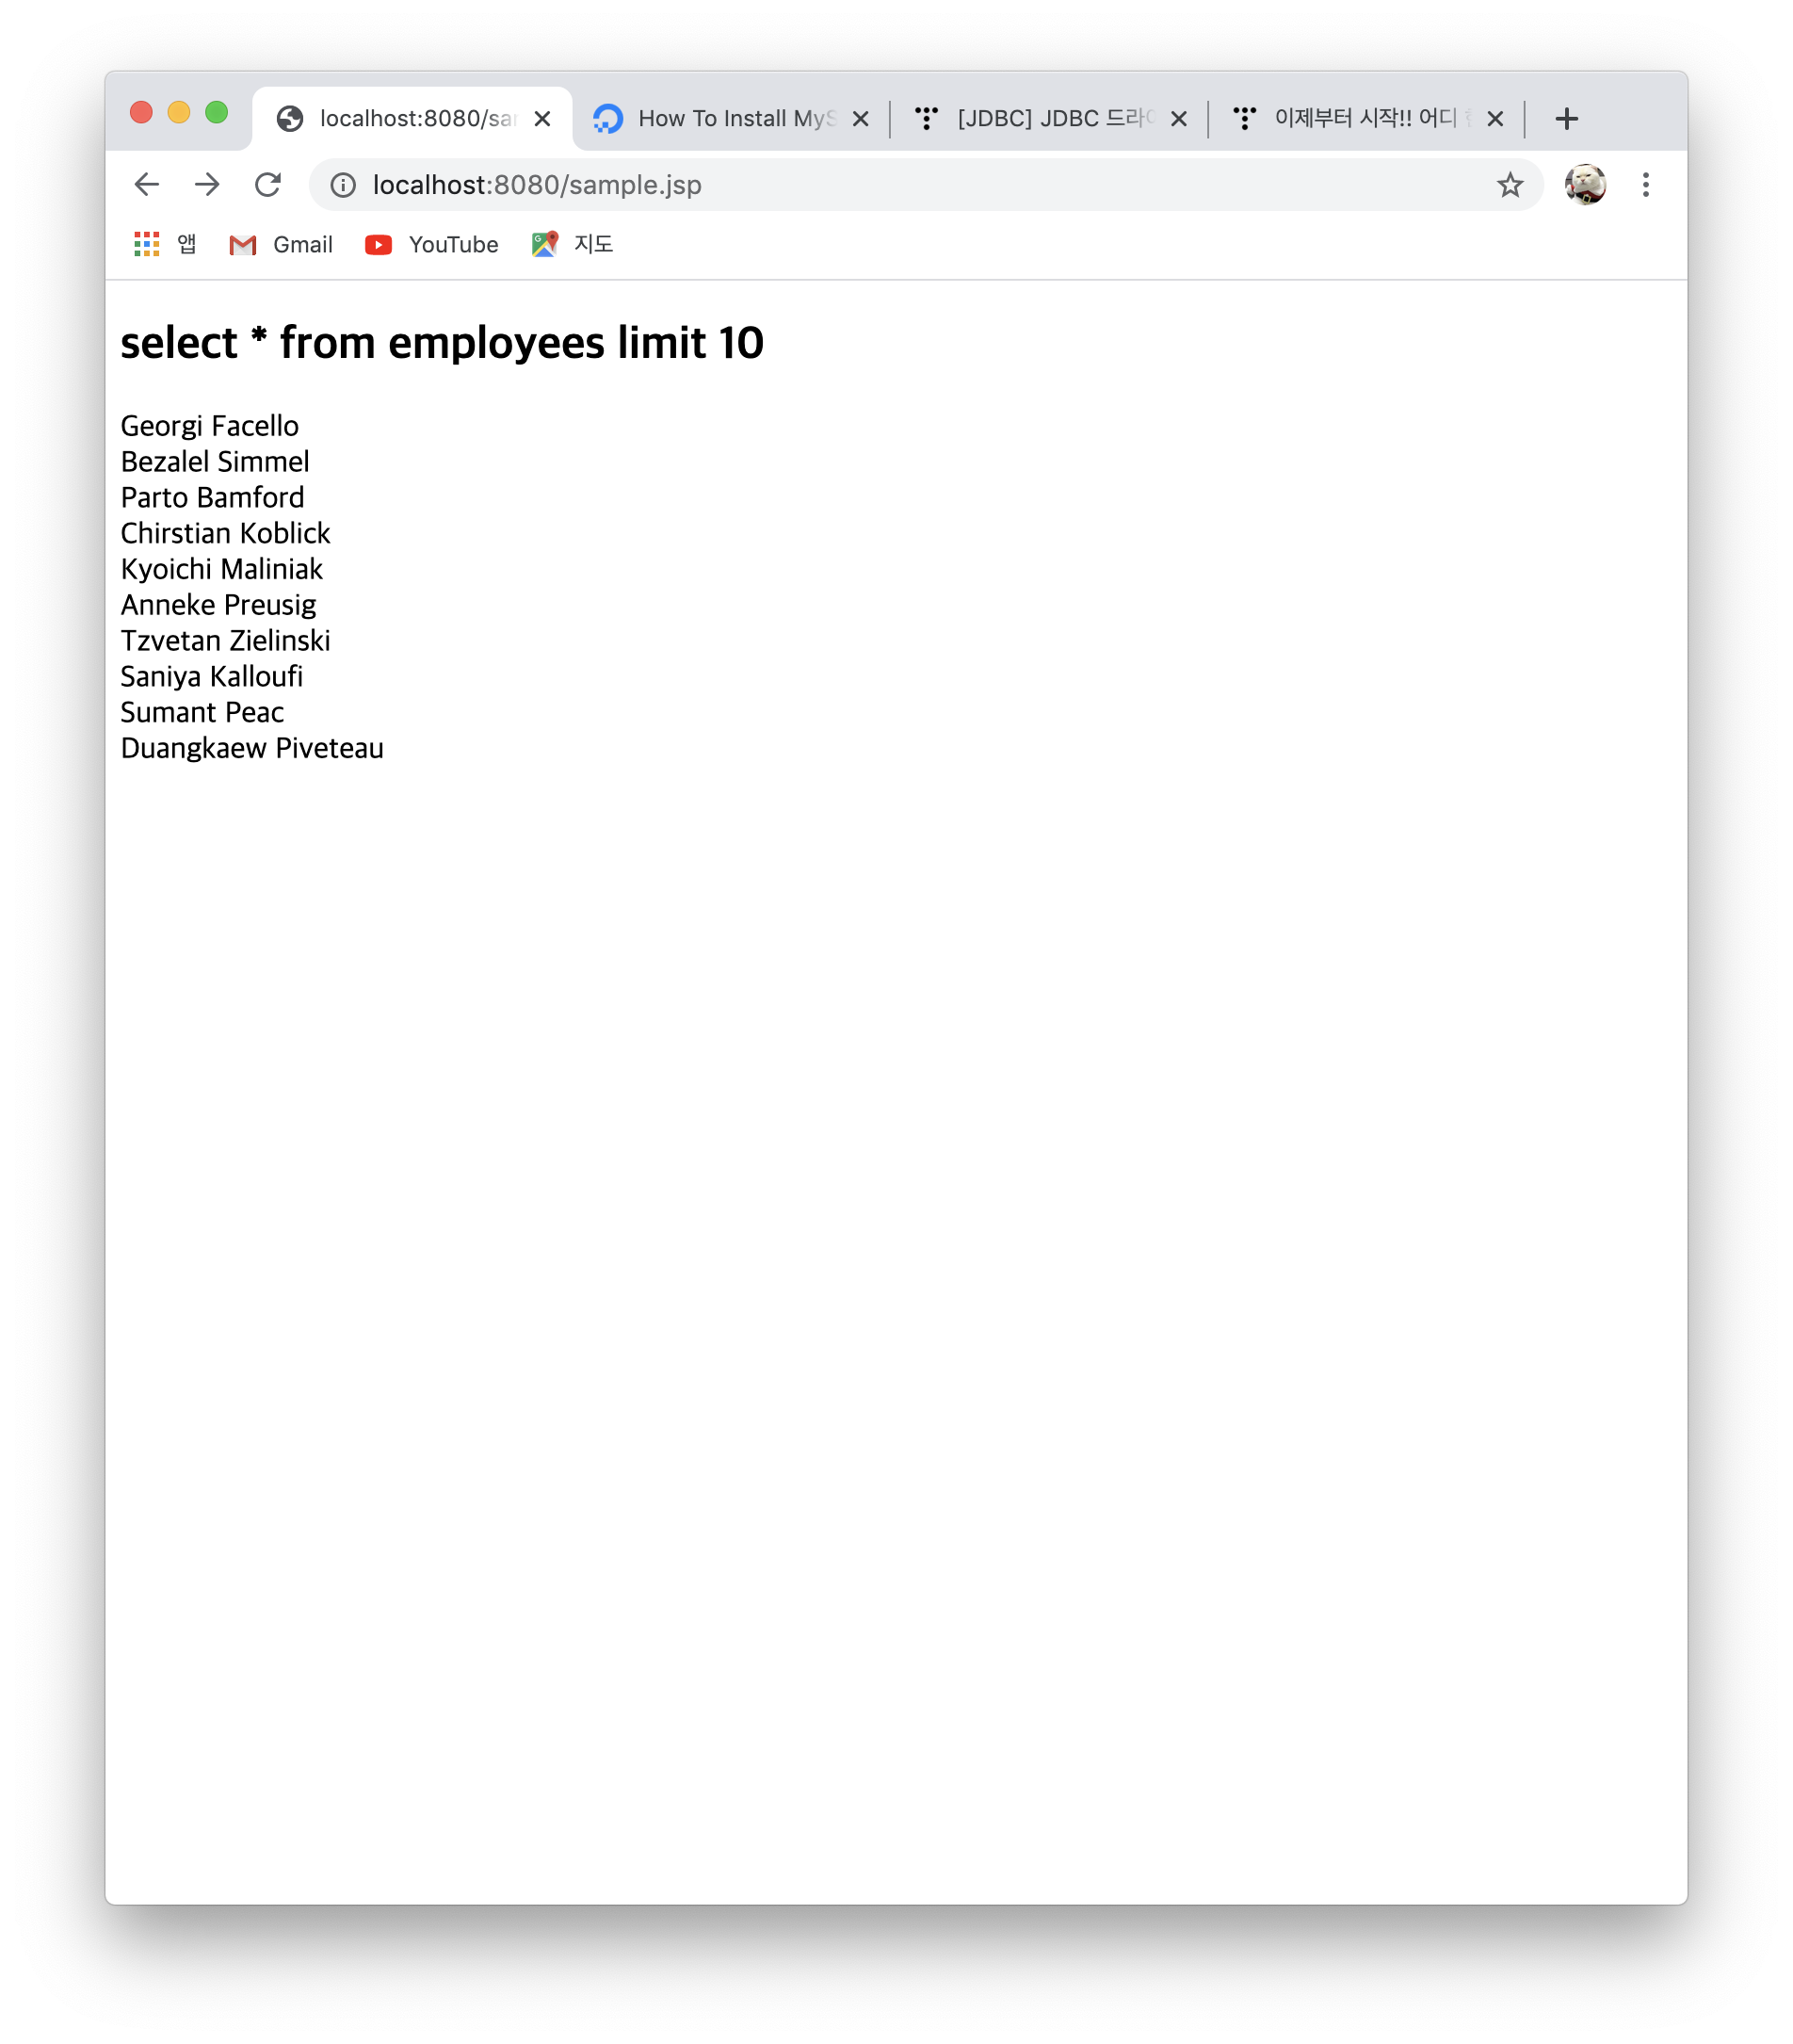 localhost:8080/sa
How To Install My
[JDBC] JDBC 드라
이제부터 시작!! 어디
localhost:8080/sample.jsp
앱
Gmail
YouTube
지도
select * from employees limit 10
Georgi Facello
Bezalel Simmel
Parto Bamford
Chirstian Koblick
Kyoichi Maliniak
Anneke Preusig
Tzvetan Zielinski
Saniya Kalloufi
Sumant Peac
Duangkaew Piveteau